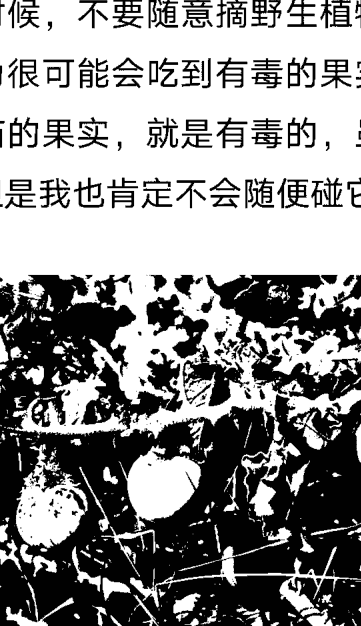 候，不要随意摘野生植
很可能会吃到有毒的果
的果实，就是有毒的，
是我也肯定不会随便碰